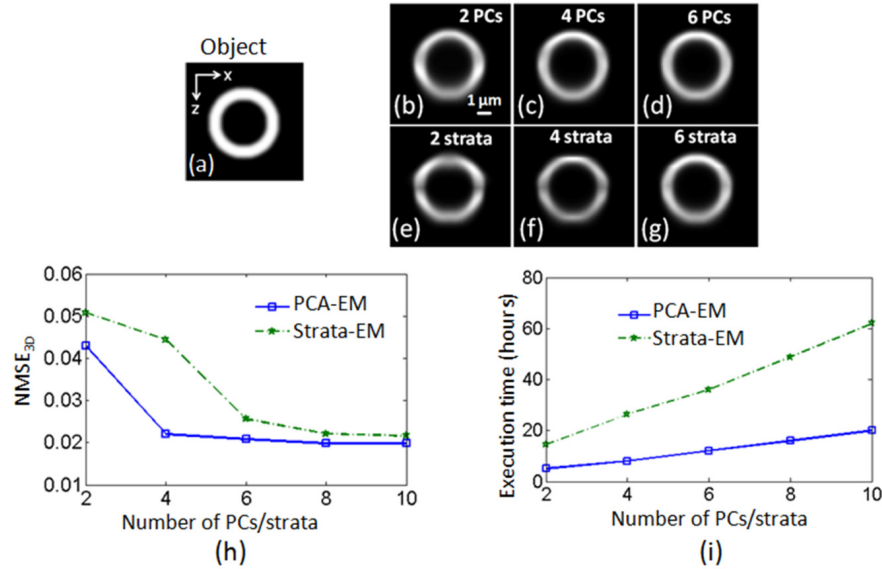 Object
x
z
(a)
2 PCs
(b)
1 μm
4 PCs
(c)
6 PCs
(d)
2 strata
(e)
4 strata
(f)
6 strata
(g)
0.06
0.05
0.04
0.03
0.02
0.01
NMSE3D
PCA-EM
Strata-EM
2 4 6 8 10
Number of PCs/strata
(h)
80
60
40
20
0
Execution time (hours)
PCA-EM
Strata-EM
2 4 6 8 10
Number of PCs/strata
(i)